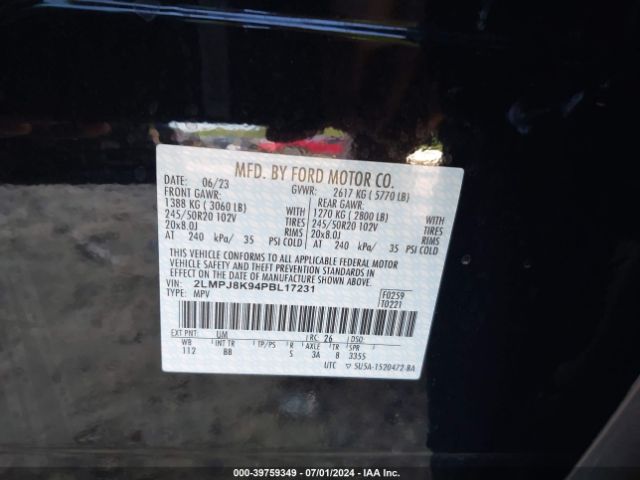 MFD. BY FORD MOTOR CO.
DATE: 06/23 GVWR: 2617 KG ( 5770 LB)
FRONT GAWR: REAR GAWR:
1388 KG ( 3060 LB) WITH 1270 KG ( 2800 LB) WITH
245/50R20 102V TIRES 245/50R20 102V TIRES
20x8.0J RIMS 20x8.0J RIMS
AT 240 kPa/ 35 PSI COLD AT 240 kPa/ 35 PSI COLD
THIS VEHICLE CONFORMS TO ALL APPLICABLE FEDERAL MOTOR
VEHICLE SAFETY AND THEFT PREVENTION STANDARDS IN
EFFECT ON THE DATE OF MANUFACTURE SHOWN ABOVE.
VIN: 2LMPJ8K94PBL17231 F0259
TYPE: MPV T0221
EXT PNT: UM RC: 26 DSO:
WB INT TR TP/PS R AXLE TR SPR
112 BB S 3A 8 3355
UTC ▽ 5U5A-1520472-BA
000-39759349 - 07/01/2024 - IAA Inc.